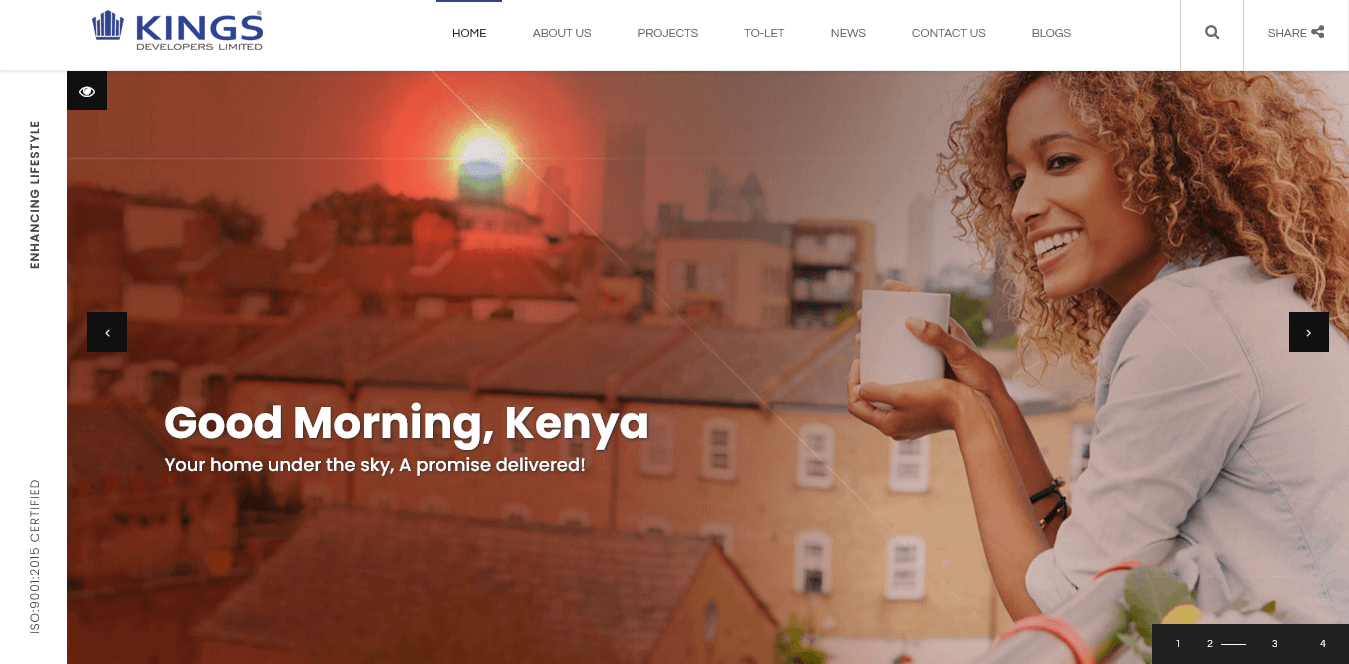 KINGS®
DEVELOPERS LIMITED
HOME
ABOUT US
PROJECTS
TO-LET
NEWS
CONTACT US
BLOGS
SHARE
ENHANCING LIFESTYLE
Good Morning, Kenya
Your home under the sky, A promise delivered!
ISO:9001:2015 CERTIFIED
1 2 3 4